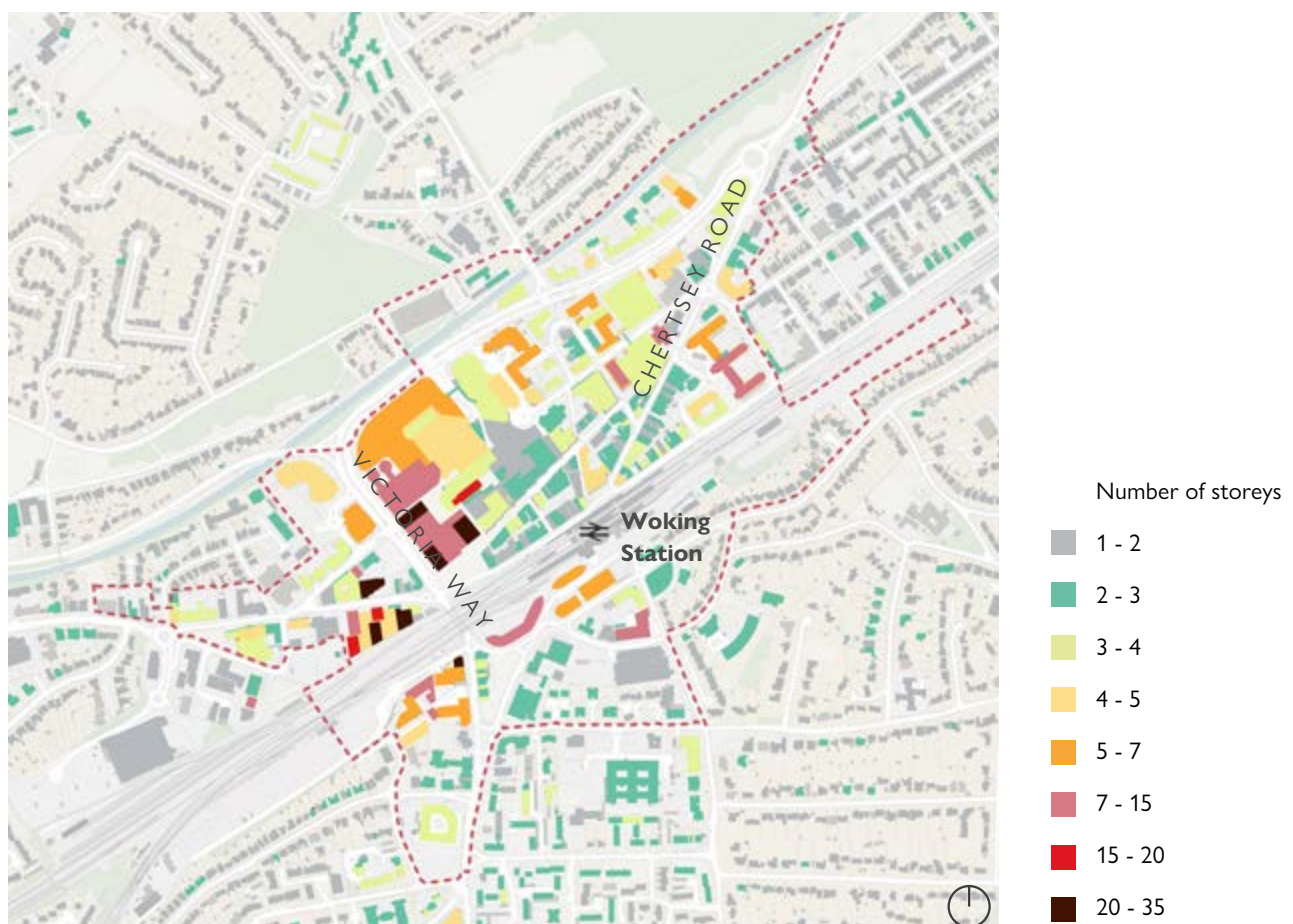 CHERTSEY ROAD
VICTORIA WAY
Woking
Station
Number of storeys
1 - 2
2 - 3
3 - 4
4 - 5
5 - 7
7 - 15
15 - 20
20 - 35